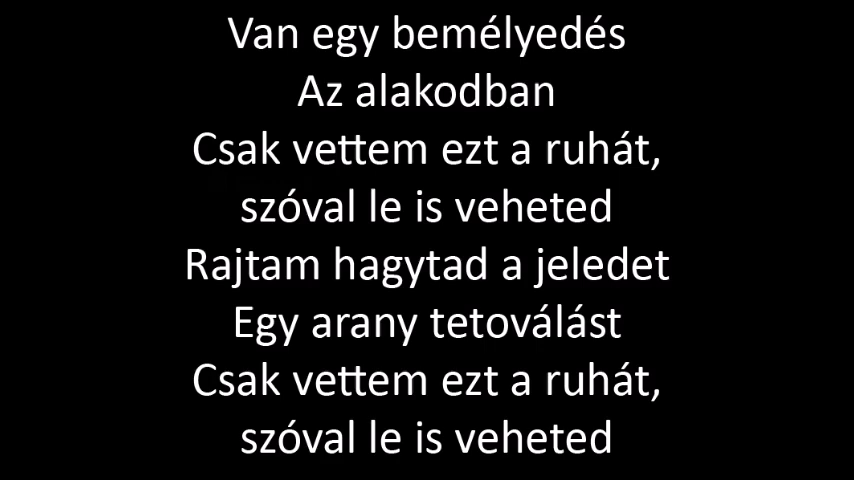 Van egy bemélyedés
Az alakodban
Csak vettem ezt a ruhát,
szóval le is veheted
Rajtam hagytad a jeledet
Egy arany tetoválást
Csak vettem ezt a ruhát,
szóval le is veheted